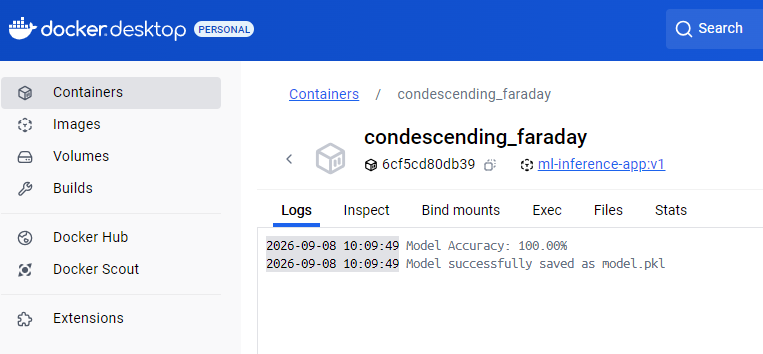 docker.desktop PERSONAL Search
Containers
Images
Volumes
Builds
Docker Hub
Docker Scout
Extensions
Containers / condescending_faraday
condescending_faraday
6cf5cd80db39 ml-inference-app:v1
Logs Inspect Bind mounts Exec Files Stats
2026-09-08 10:09:49 Model Accuracy: 100.00%
2026-09-08 10:09:49 Model successfully saved as model.pkl